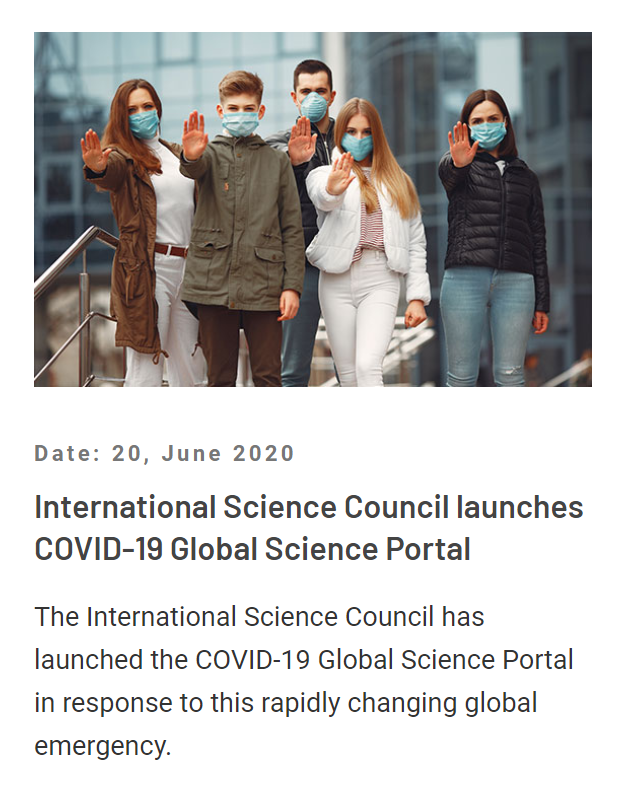 Date: 20, June 2020
International Science Council launches
COVID-19 Global Science Portal
The International Science Council has
launched the COVID-19 Global Science Portal
in response to this rapidly changing global
emergency.